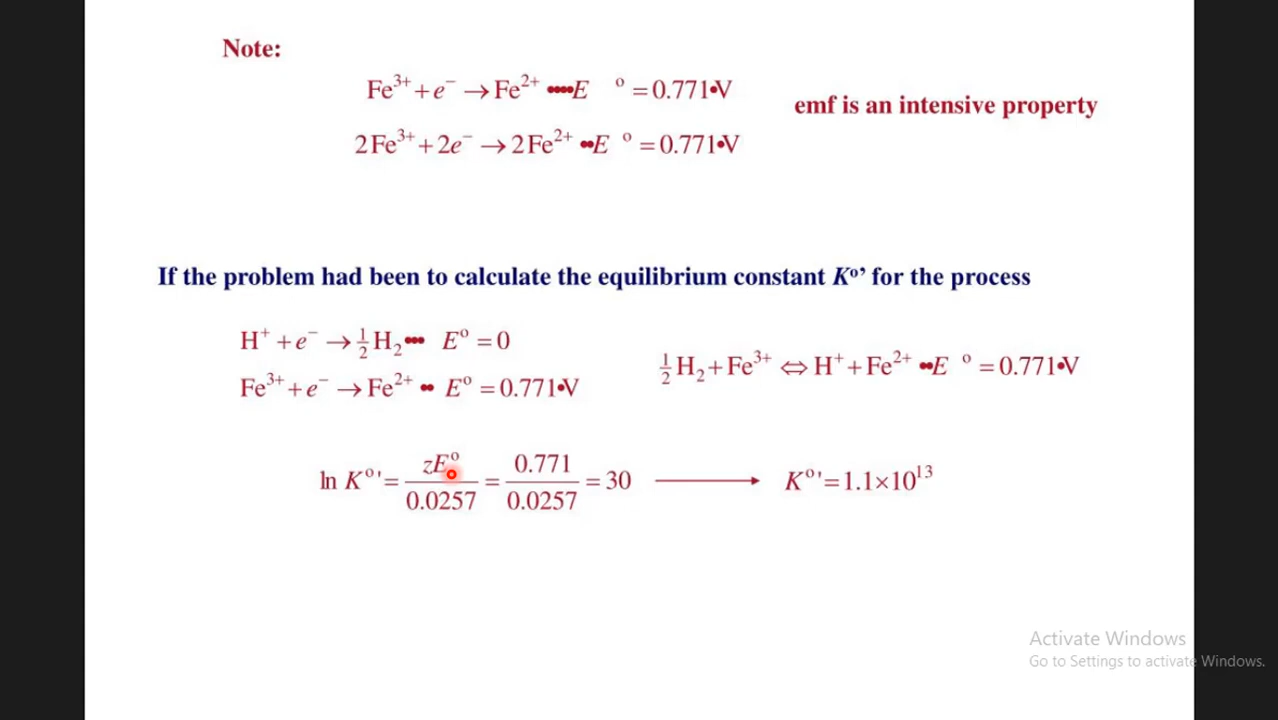 Note:
Fe³⁺ + e⁻ → Fe²⁺ ••••E ° = 0.771•V
emf is an intensive property
2Fe³⁺ + 2e⁻ → 2Fe²⁺ ••E ° = 0.771•V
If the problem had been to calculate the equilibrium constant K°’ for the process
H⁺ + e⁻ → ½H₂••• E° = 0
½H₂ + Fe³⁺ ⇔ H⁺ + Fe²⁺ ••E ° = 0.771•V
Fe³⁺ + e⁻ → Fe²⁺ •• E° = 0.771•V
ln K°' = zE°/0.0257 = 0.771/0.0257 = 30 → K°' = 1.1×10¹³
Activate Windows
Go to Settings to activate Windows.